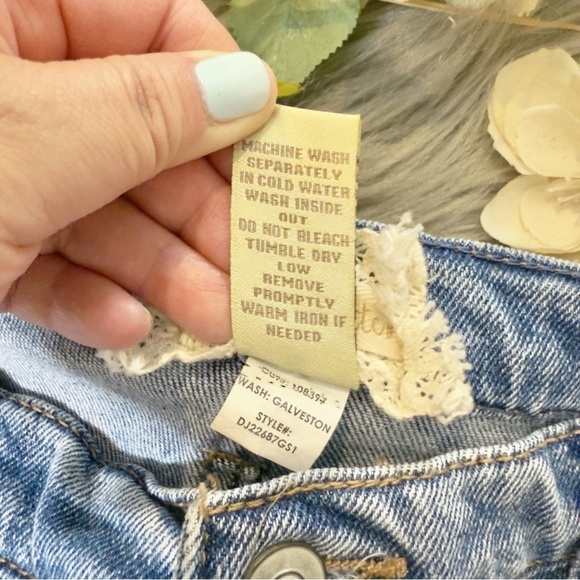 MACHINE WASH
SEPARATELY
IN COLD WATER
WASH INSIDE
OUT
DO NOT BLEACH
TUMBLE DRY
LOW
REMOVE
PROMPTLY
WARM IRON IF
NEEDED
108393
WASH: GALVESTON
STYLE#:
DJ22687GS1